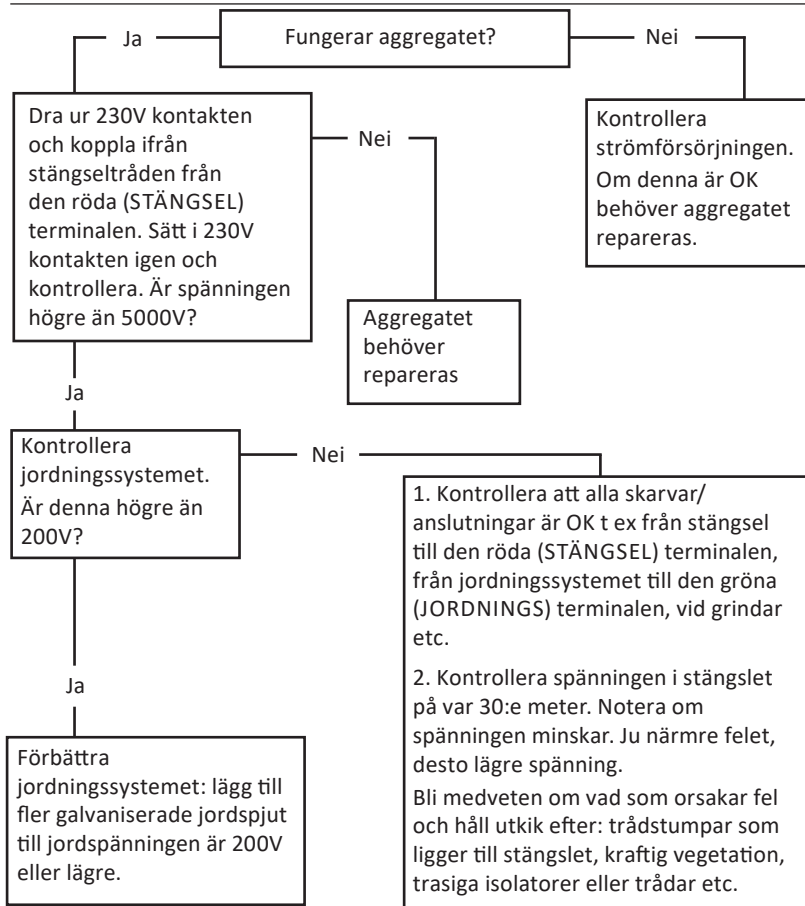 Fungerar aggregatet?
Ja
Nei
Dra ur 230V kontakten
och koppla ifrån
stängseltråden från
den röda (STÄNGSEL)
terminalen. Sätt i 230V
kontakten igen och
kontrollera. Är spänningen
högre än 5000V?
Nei
Kontrollera
strömförsörjningen.
Om denna är OK
behöver aggregatet
repareras.
Aggregatet
behöver
repareras
Ja
Kontrollera
jordningssystemet.
Är denna högre än
200V?
Nei
1. Kontrollera att alla skarvar/
anslutningar är OK t ex från stängsel
till den röda (STÄNGSEL) terminalen,
från jordningssystemet till den gröna
(JORDNINGS) terminalen, vid grindar
etc.
2. Kontrollera spänningen i stängslet
på var 30:e meter. Notera om
spänningen minskar. Ju närmre felet,
desto lägre spänning.
Bli medveten om vad som orsakar fel
och håll utkik efter: trådstumpar som
ligger till stängslet, kraftig vegetation,
trasiga isolatorer eller trådar etc.
Ja
Förbättra
jordningssystemet: lägg till
fler galvaniserade jordspjut
till jordspänningen är 200V
eller lägre.